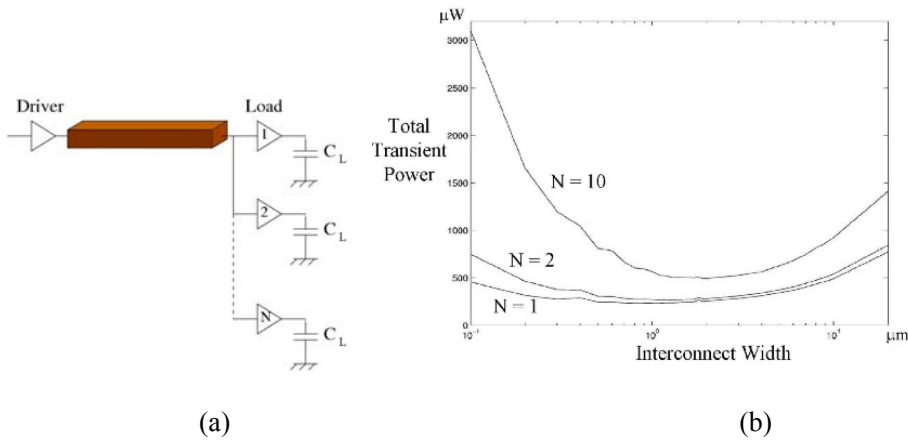 Driver
Load
1
C L
2
C L
N
C L
(a)
μW
3000
2500
2000
1500
1000
500
0
Total
Transient
Power
N = 10
N = 2
N = 1
10⁻¹
10⁰
10¹
μm
Interconnect Width
(b)